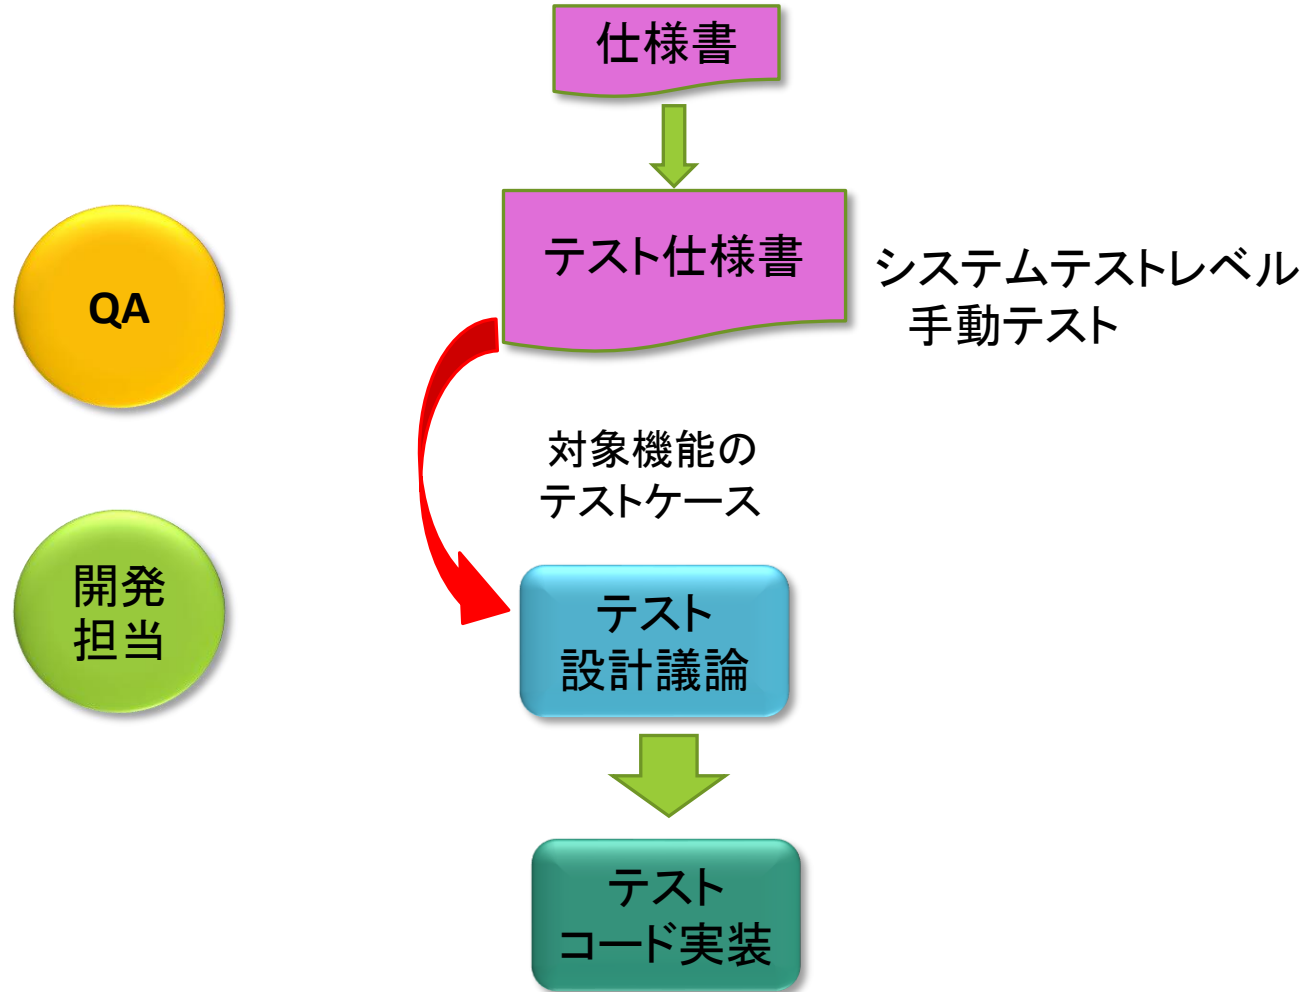 仕様書
テスト仕様書
システムテストレベル
手動テスト
QA
対象機能の
テストケース
開発
担当
テスト
設計議論
テスト
コード実装